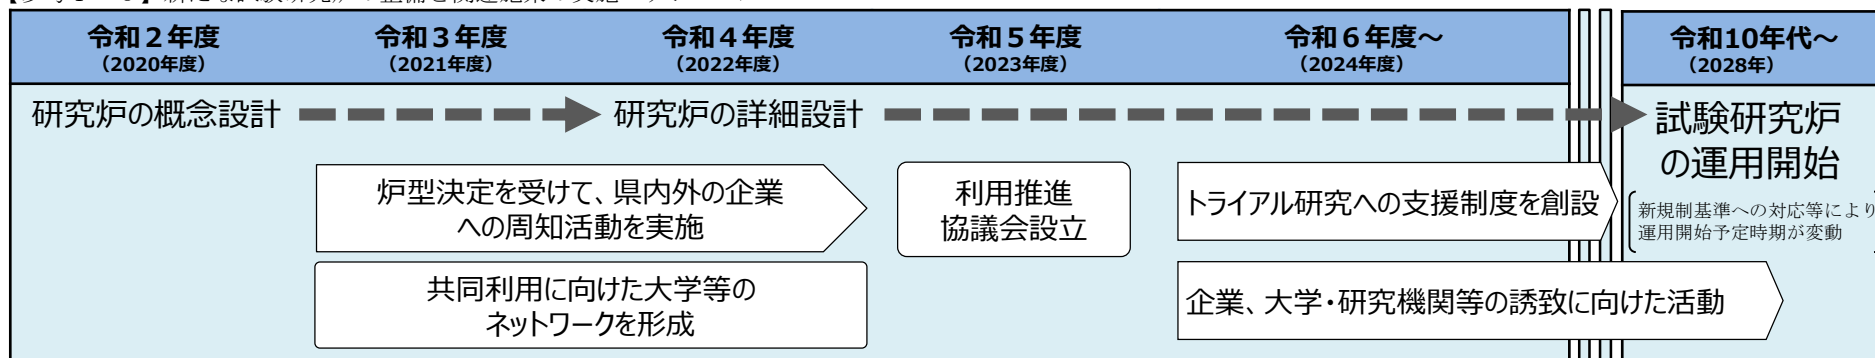 令和２年度
（2020年度）
令和３年度
（2021年度）
令和４年度
（2022年度）
令和５年度
（2023年度）
令和６年度～
（2024年度）
令和10年代～
（2028年）
研究炉の概念設計
研究炉の詳細設計
試験研究炉
の運用開始
新規制基準への対応等により
運用開始予定時期が変動
炉型決定を受けて、県内外の企業
への周知活動を実施
利用推進
協議会設立
トライアル研究への支援制度を創設
共同利用に向けた大学等の
ネットワークを形成
企業、大学・研究機関等の誘致に向けた活動